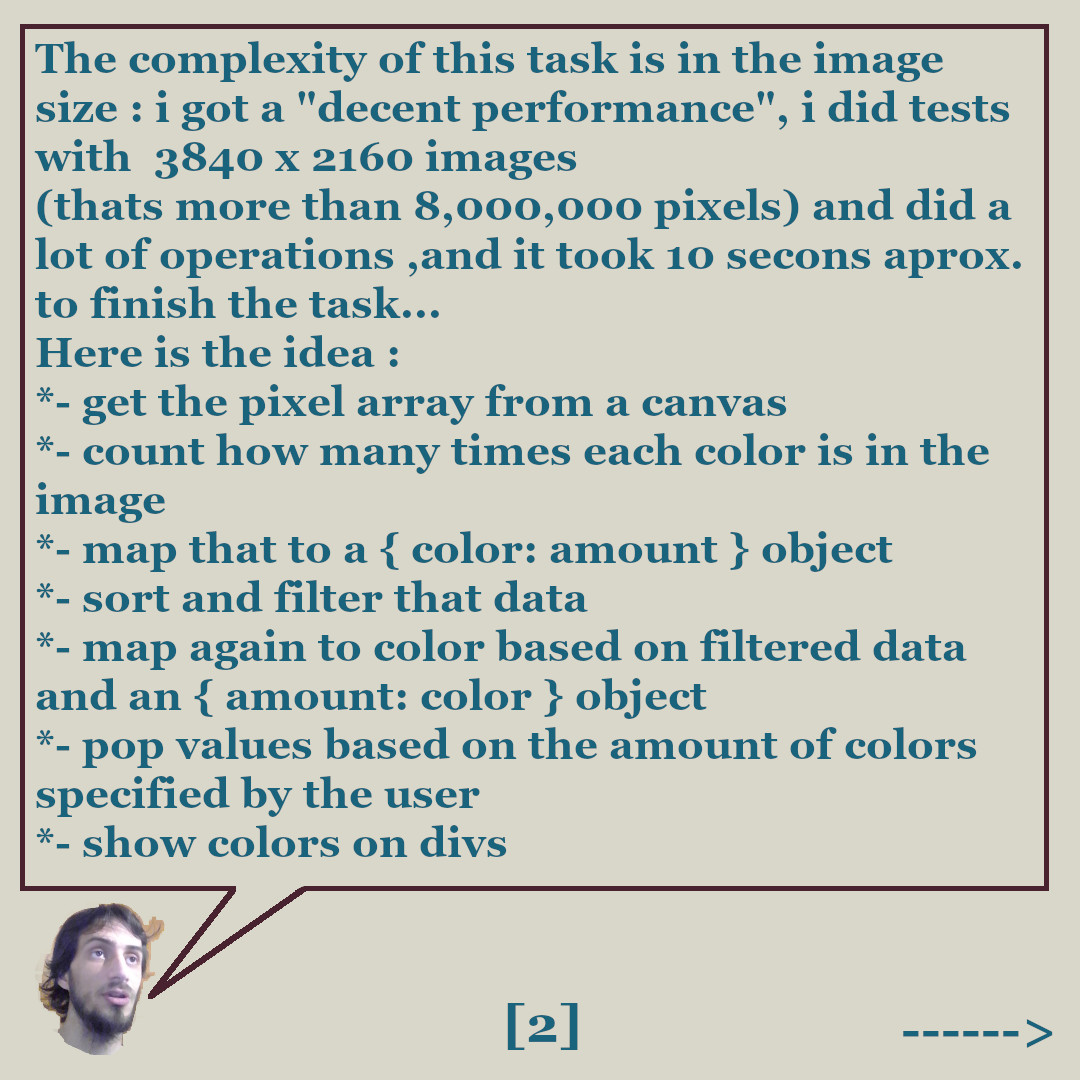 The complexity of this task is in the image
size : i got a "decent performance", i did tests
with  3840 x 2160 images
(thats more than 8,000,000 pixels) and did a
lot of operations ,and it took 10 secons aprox.
to finish the task...
Here is the idea :
*- get the pixel array from a canvas
*- count how many times each color is in the
image
*- map that to a { color: amount } object
*- sort and filter that data
*- map again to color based on filtered data
and an { amount: color } object
*- pop values based on the amount of colors
specified by the user
*- show colors on divs
[2]
------>